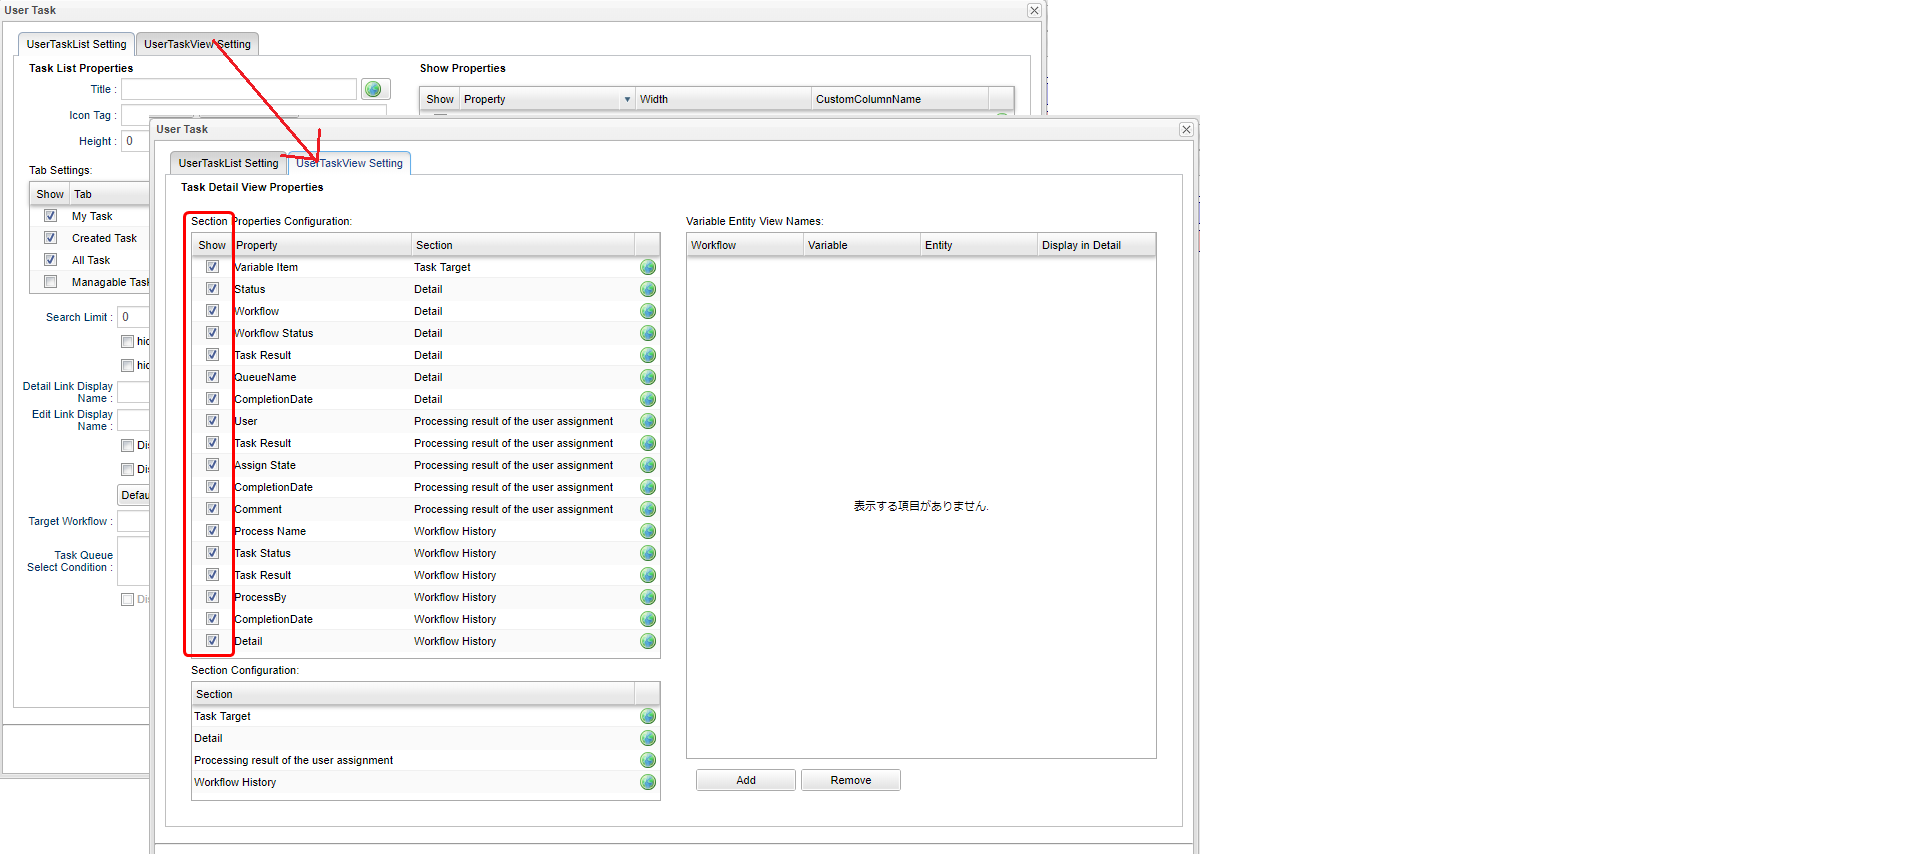 User Task
UserTaskList Setting
UserTaskView Setting
Task List Properties
Title :
Icon Tag :
Height :
0
Show Properties
Show
Property
Width
CustomColumnName
Tab Settings:
Show
Tab
My Task
Created Task
All Task
Managable Task
Search Limit :
0
hid
hid
Detail Link Display
Name :
Edit Link Display
Name :
Dis
Dis
Defau
Target Workflow :
Task Queue
Select Condition :
Dis
User Task
UserTaskList Setting
UserTaskView Setting
Task Detail View Properties
Section Properties Configuration:
Show Property Section
Variable Item Task Target
Status Detail
Workflow Detail
Workflow Status Detail
Task Result Detail
QueueName Detail
CompletionDate Detail
User Processing result of the user assignment
Task Result Processing result of the user assignment
Assign State Processing result of the user assignment
CompletionDate Processing result of the user assignment
Comment Processing result of the user assignment
Process Name Workflow History
Task Status Workflow History
Task Result Workflow History
ProcessBy Workflow History
CompletionDate Workflow History
Detail Workflow History
Section Configuration:
Section
Task Target
Detail
Processing result of the user assignment
Workflow History
Variable Entity View Names:
Workflow Variable Entity Display in Detail
表示する項目がありません.
Add
Remove